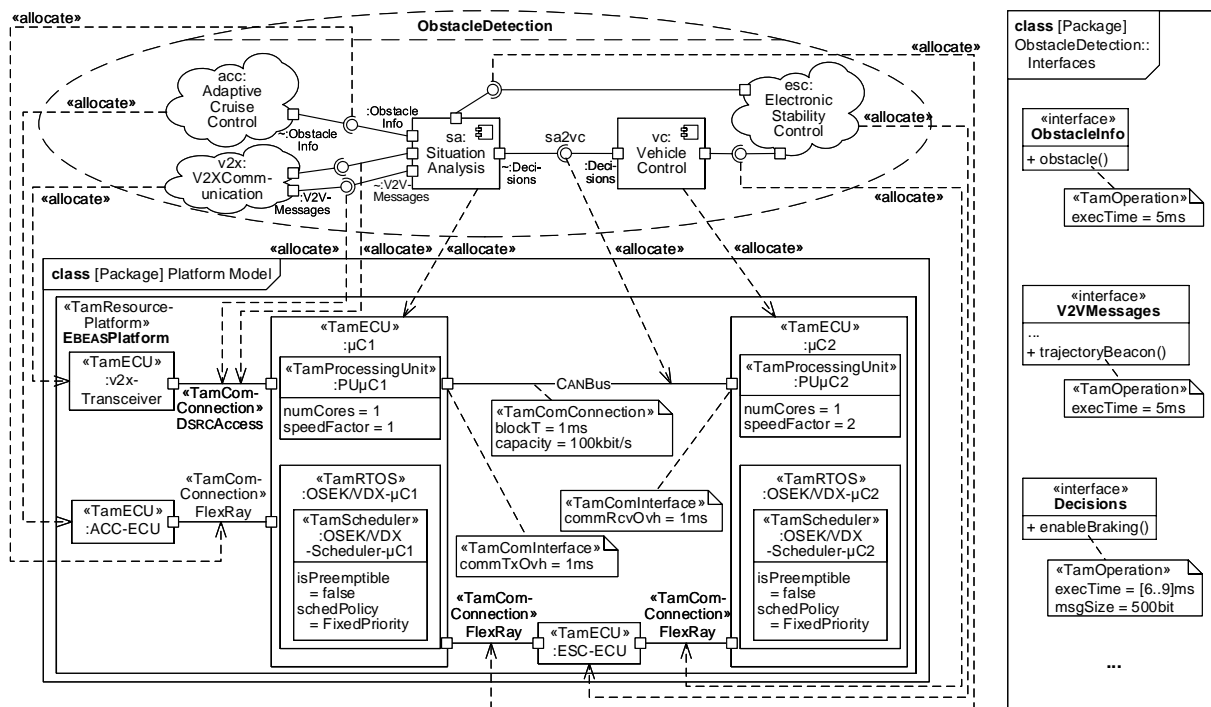 «allocate»
«allocate»
ObstacleDetection
«allocate»
class [Package]
ObstacleDetection::
Interfaces
acc:
Adaptive
Cruise
Control
«allocate»
:Obstacle
Info
~:Obstacle
Info
sa:
Situation
Analysis
sa2vc
~:Deci-
sions
:Deci-
sions
vc:
Vehicle
Control
esc:
Electronic
Stability
Control
«allocate»
v2x:
V2XComm-
unication
~:V2V-
Messages
:V2V-
Messages
«allocate»
«allocate»
«allocate»
«allocate»
«allocate»
«allocate»
«allocate»
«interface»
ObstacleInfo
+ obstacle()
«TamOperation»
execTime = 5ms
class [Package] Platform Model
«TamResource-
Platform»
EBEASPlatform
«TamECU»
:v2x-
Transceiver
«TamCom-
Connection»
DSRCAccess
«TamECU»
:µC1
«TamProcessingUnit»
:PUµC1
numCores = 1
speedFactor = 1
CANBus
«TamComConnection»
blockT = 1ms
capacity = 100kbit/s
«TamECU»
:µC2
«TamProcessingUnit»
:PUµC2
numCores = 1
speedFactor = 2
«interface»
V2VMessages
...
+ trajectoryBeacon()
«TamOperation»
execTime = 5ms
«TamCom-
Connection»
FlexRay
«TamECU»
:ACC-ECU
«TamRTOS»
:OSEK/VDX-µC1
«TamScheduler»
:OSEK/VDX
-Scheduler-µC1
isPreemptible
= false
schedPolicy
= FixedPriority
«TamComInterface»
commRcvOvh = 1ms
«TamComInterface»
commTxOvh = 1ms
«TamRTOS»
:OSEK/VDX-µC2
«TamScheduler»
:OSEK/VDX
-Scheduler-µC2
isPreemptible
= false
schedPolicy
= FixedPriority
«TamCom-
Connection»
FlexRay
«TamECU»
:ESC-ECU
«TamCom-
Connection»
FlexRay
«interface»
Decisions
+ enableBraking()
«TamOperation»
execTime = [6..9]ms
msgSize = 500bit
...